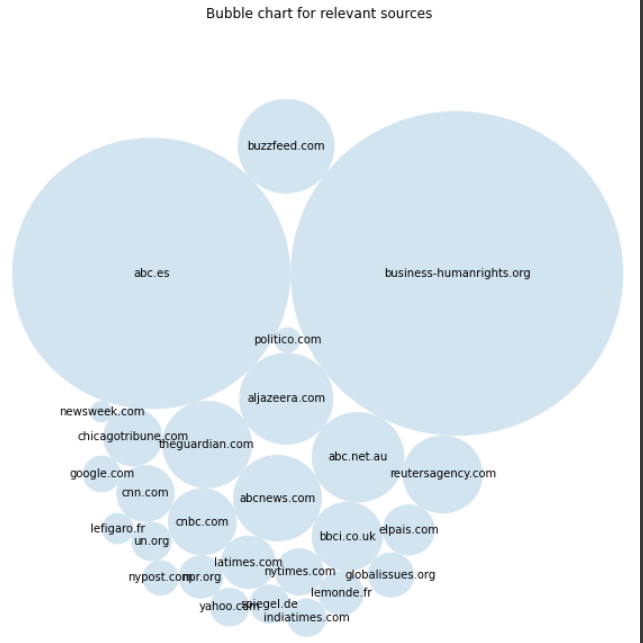 Bubble chart for relevant sources
buzzfeed.com
abc.es
business-humanrights.org
politico.com
aljazeera.com
newsweek.com
chicagotribune.com
theguardian.com
abc.net.au
reutersagency.com
google.com
cnn.com
abcnews.com
cnbc.com
lefigaro.fr
un.org
bbci.co.uk
elpais.com
latimes.com
nytimes.com
globalissues.org
nypost.com
npr.org
lemonde.fr
yahoo.com
spiegel.de
indiatimes.com